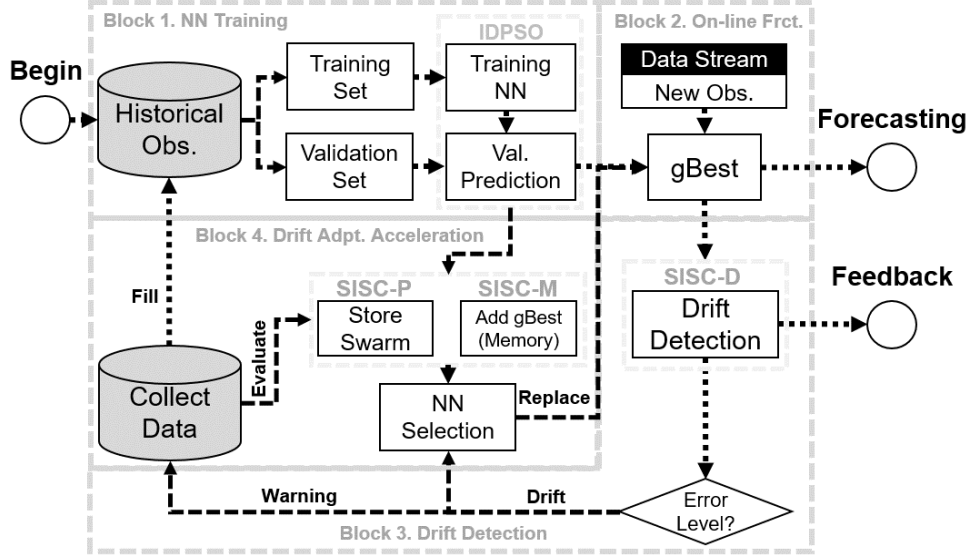 Block 1. NN Training
Block 2. On-line Frct.
IDPSO
Begin
Historical
Obs.
Training
Set
Training
NN
Validation
Set
Val.
Prediction
Data Stream
New Obs.
gBest
Forecasting
Block 4. Drift Adpt. Acceleration
Fill
SISC-P
Store
Swarm
SISC-M
Add gBest
(Memory)
SISC-D
Drift
Detection
Feedback
Evaluate
Collect
Data
NN
Selection
Replace
Warning
Drift
Error
Level?
Block 3. Drift Detection